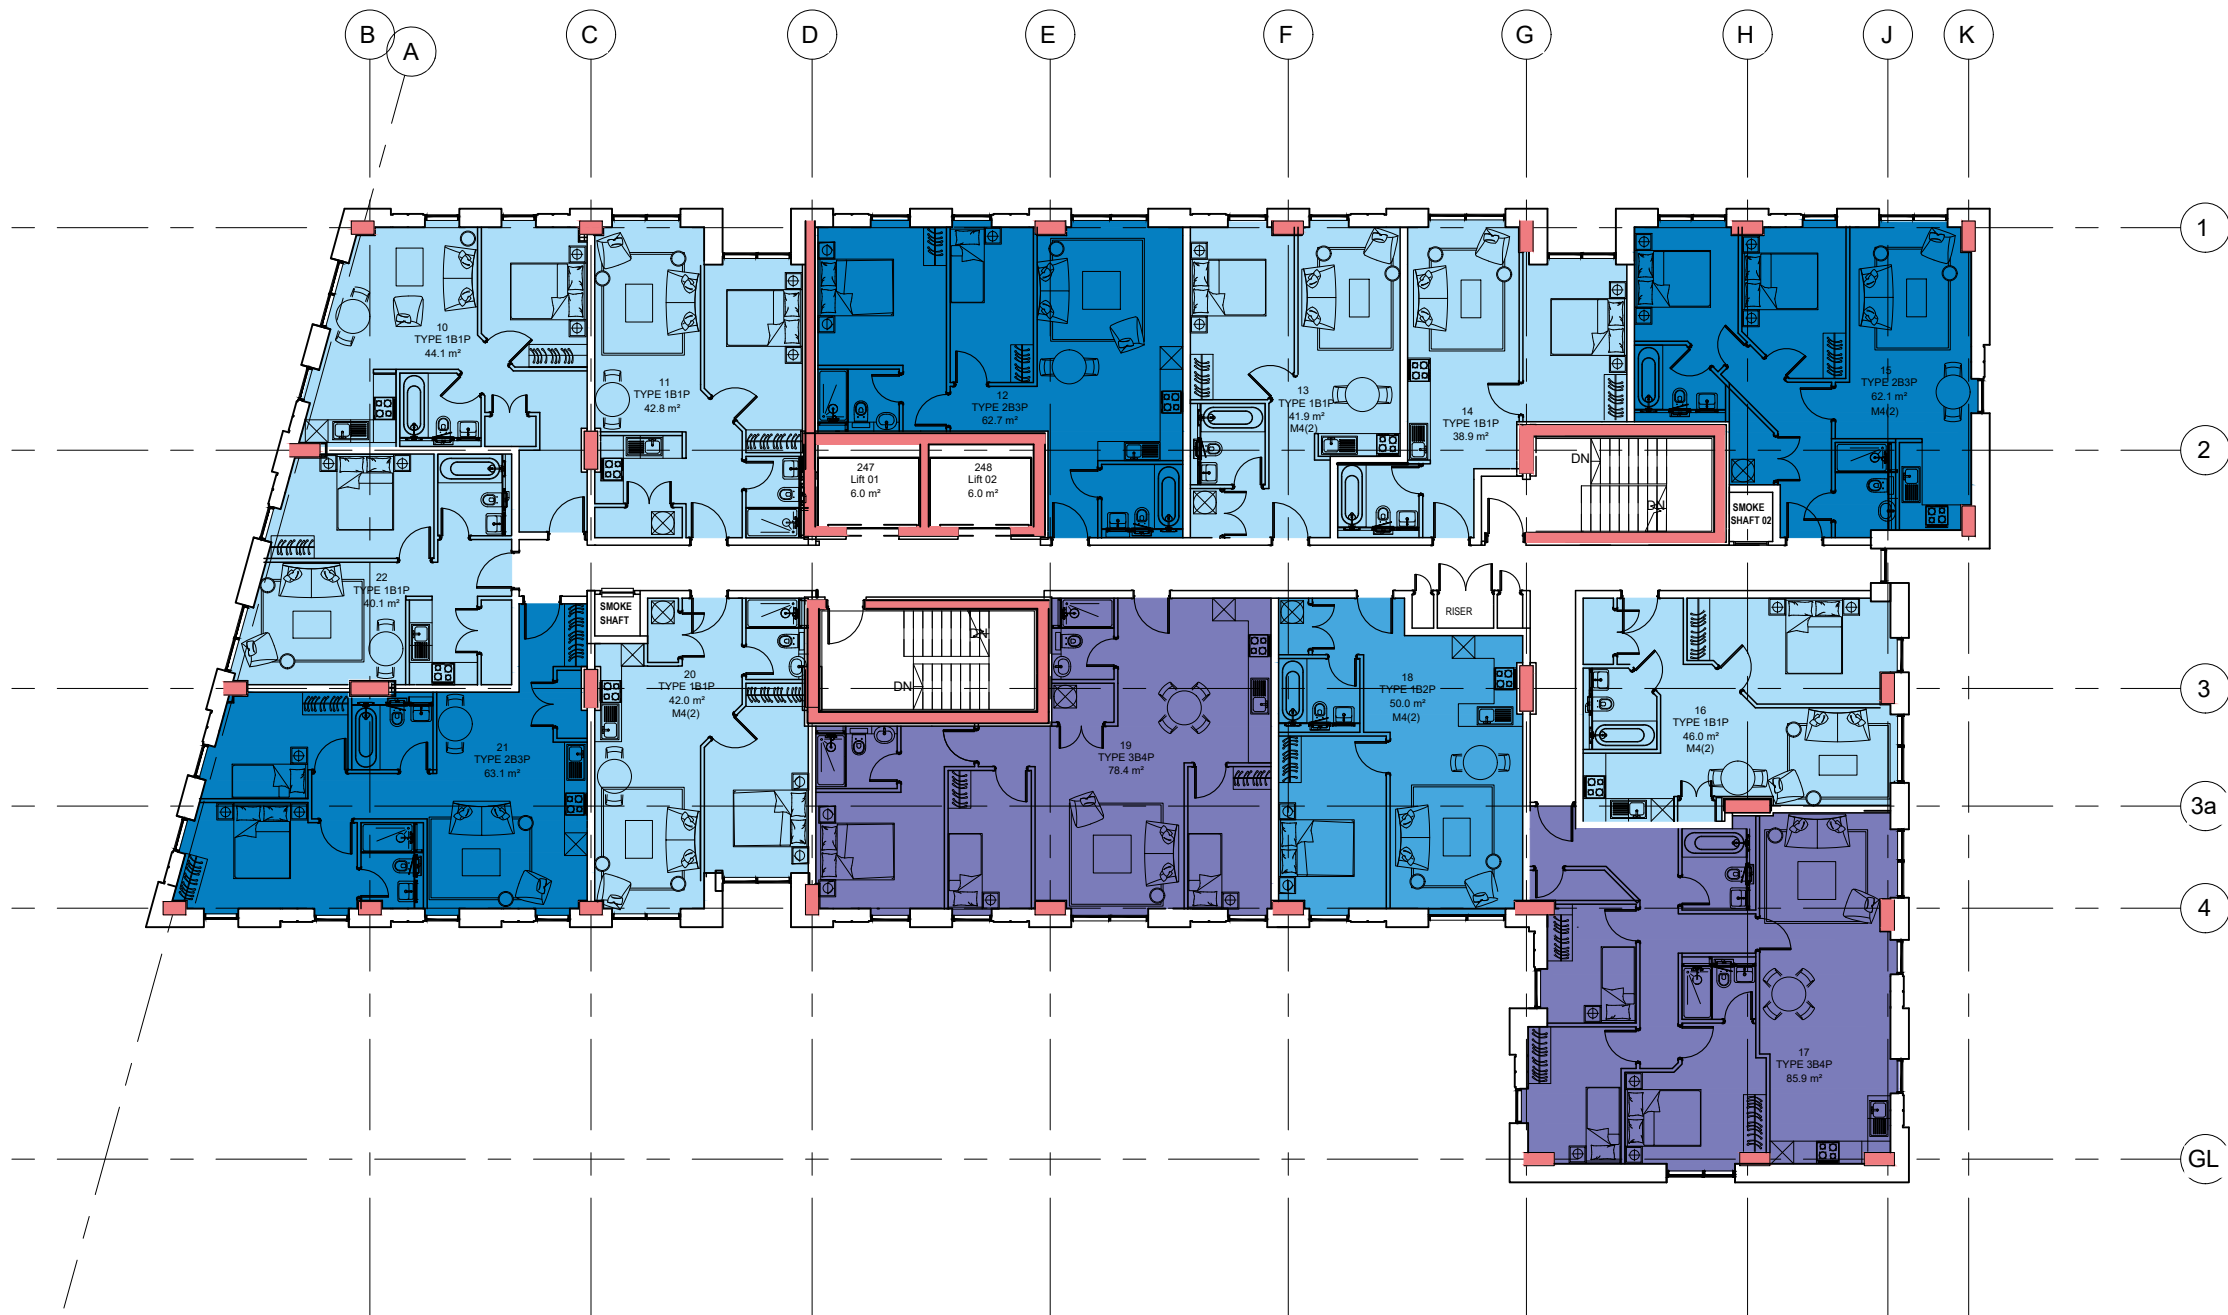 B
A
C
D
E
F
G
H
J
K
1
10
TYPE 1B1P
44.1 m²
11
TYPE 1B1P
42.8 m²
12
TYPE 2B3P
62.7 m²
13
TYPE 1B1P
41.9 m²
M4(2)
14
TYPE 1B1P
38.9 m²
15
TYPE 2B3P
62.1 m²
M4(2)
2
247
Lift 01
6.0 m²
248
Lift 02
6.0 m²
DN
DN
SMOKE
SHAFT 02
22
TYPE 1B1P
40.1 m²
SMOKE
SHAFT
RISER
DN
DN
3
20
TYPE 1B1P
42.0 m²
M4(2)
18
TYPE 1B2P
50.0 m²
M4(2)
16
TYPE 1B1P
46.0 m²
M4(2)
21
TYPE 2B3P
63.1 m²
19
TYPE 3B4P
78.4 m²
3a
4
17
TYPE 3B4P
85.9 m²
GL